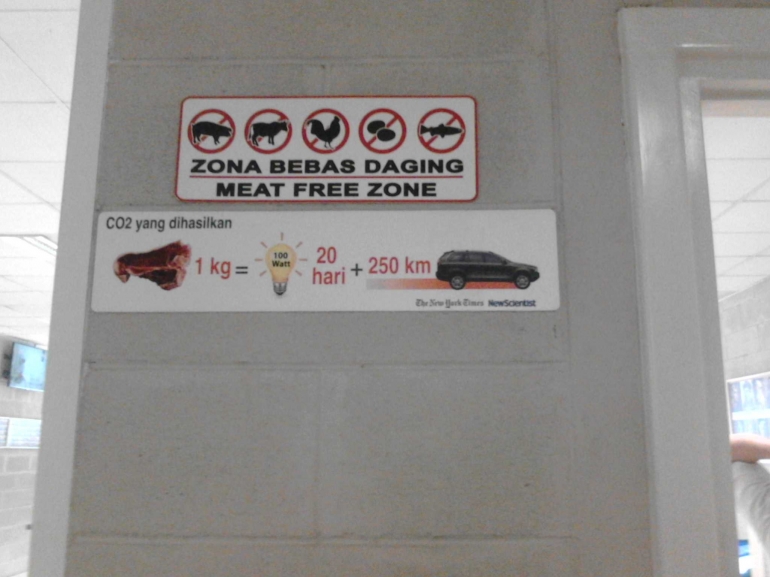 ZONA BEBAS DAGING
MEAT FREE ZONE
CO2 yang dihasilkan
1 kg = 100 Watt 20 hari + 250 km
The New York Times NewScientist